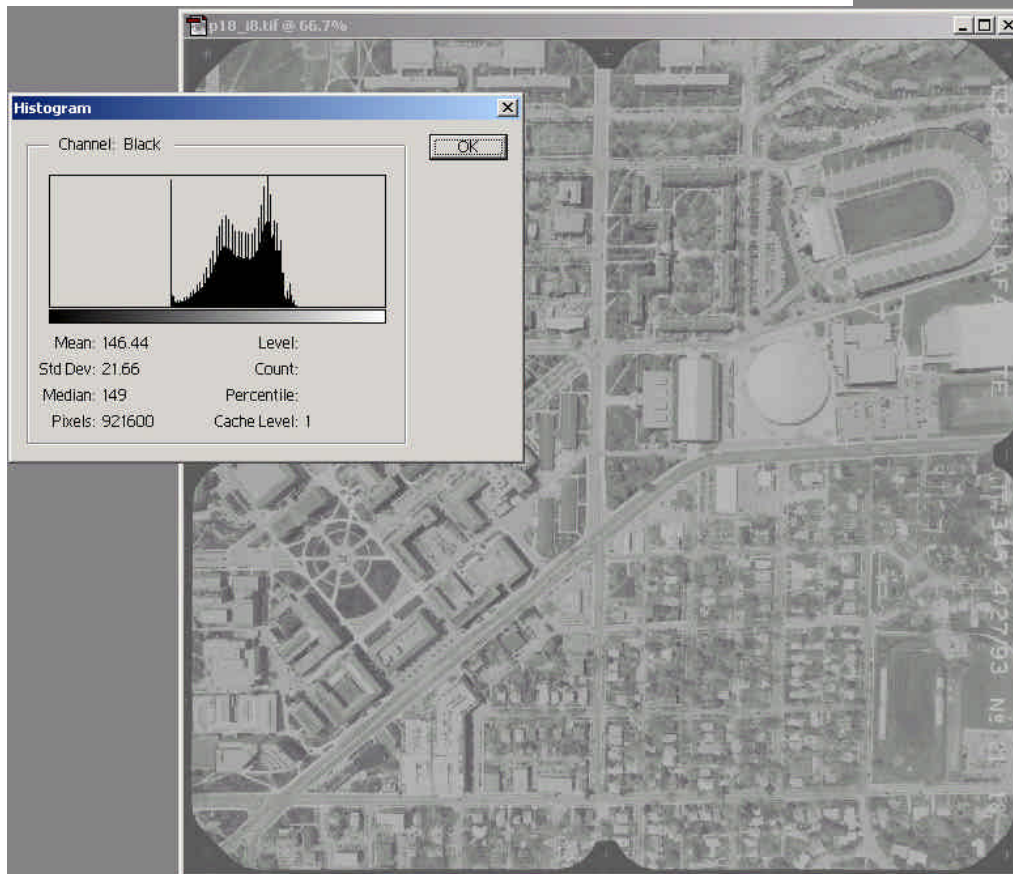 p18_i8.tif @ 66.7%
Histogram
Channel: Black
OK
Mean: 146.44
Level:
Std Dev: 21.66
Count:
Median: 149
Percentile:
Pixels: 921600
Cache Level: 1
4/27/93 Nº